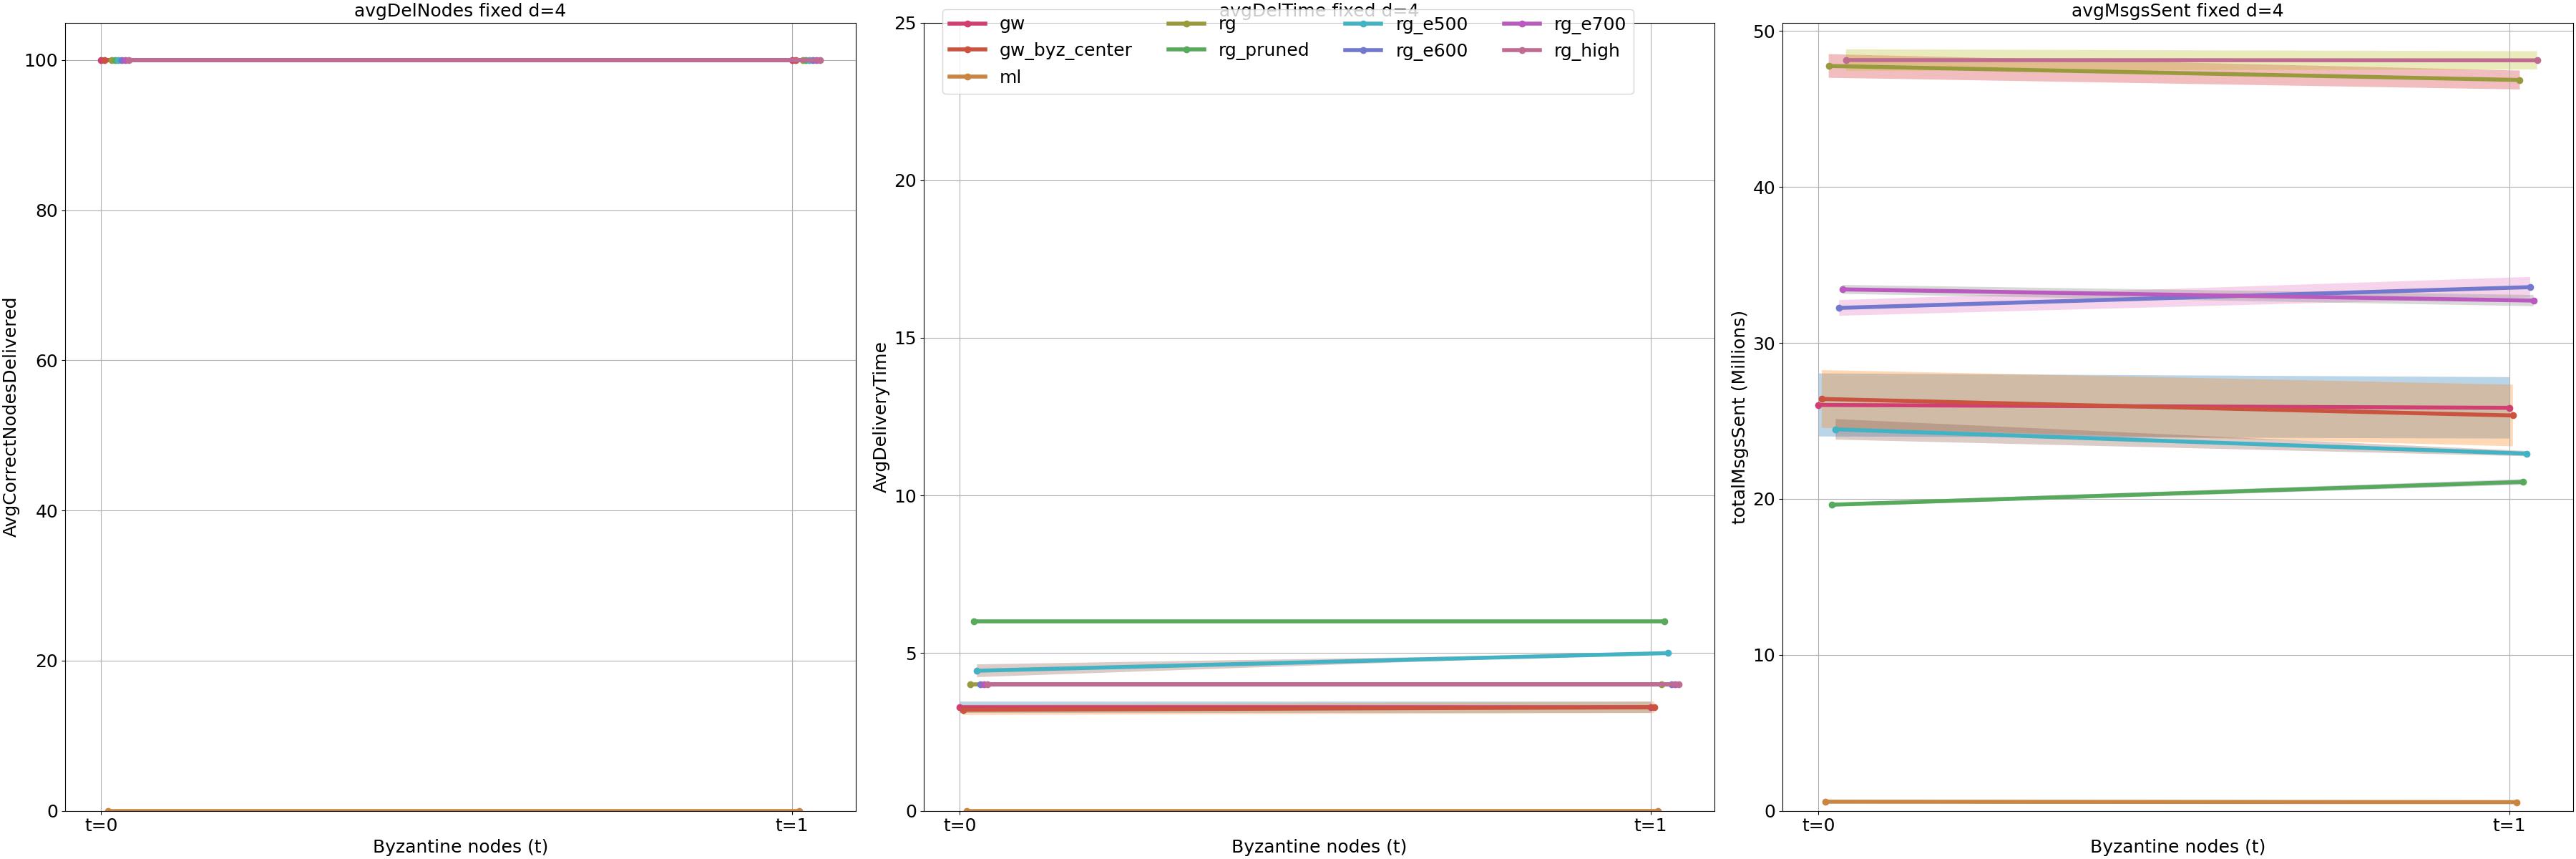 avgDelNodes fixed d=4
AvgCorrectNodesDelivered
100
80
60
40
20
0
t=0
t=1
Byzantine nodes (t)
avgDelTime fixed d=4
gw
gw_byz_center
ml
rg
rg_pruned
rg_e500
rg_e600
rg_e700
rg_high
AvgDeliveryTime
25
20
15
10
5
0
t=0
t=1
Byzantine nodes (t)
avgMsgsSent fixed d=4
totalMsgsSent (Millions)
50
40
30
20
10
0
t=0
t=1
Byzantine nodes (t)